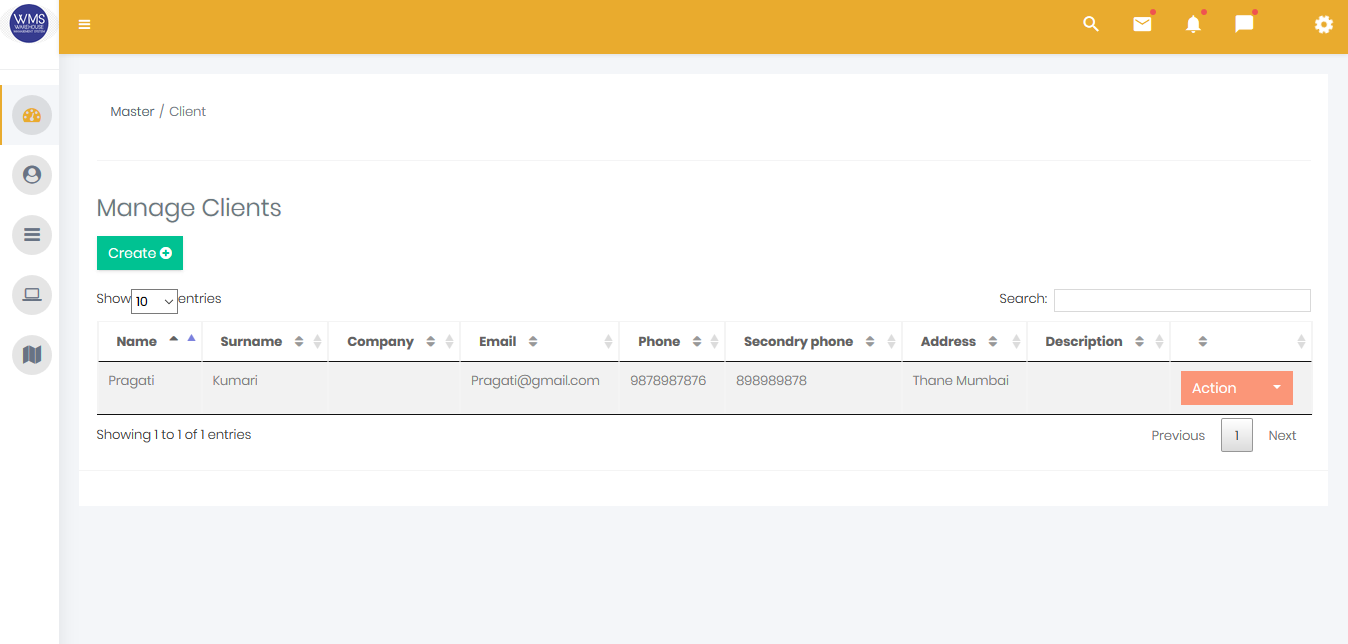 WMS
WAREHOUSE
MANAGEMENT SYSTEM
Master / Client
Manage Clients
Create
Show 10 entries
Search:
Name Surname Company Email Phone Secondry phone Address Description
Pragati Kumari Pragati@gmail.com 9878987876 898989878 Thane Mumbai Action
Showing 1 to 1 of 1 entries
Previous 1 Next